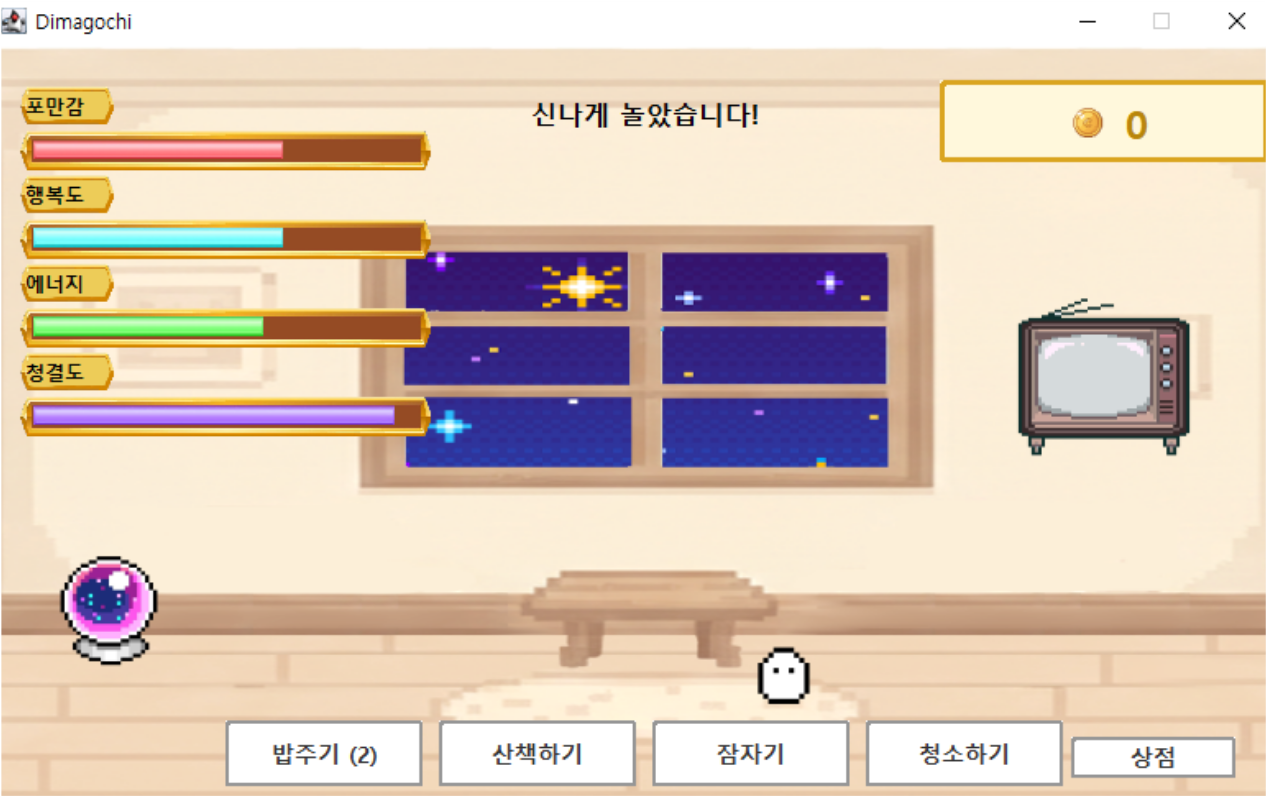 Dimagochi
포만감
신나게 놀았습니다!
0
행복도
에너지
청결도
밥주기 (2)
산책하기
잠자기
청소하기
상점